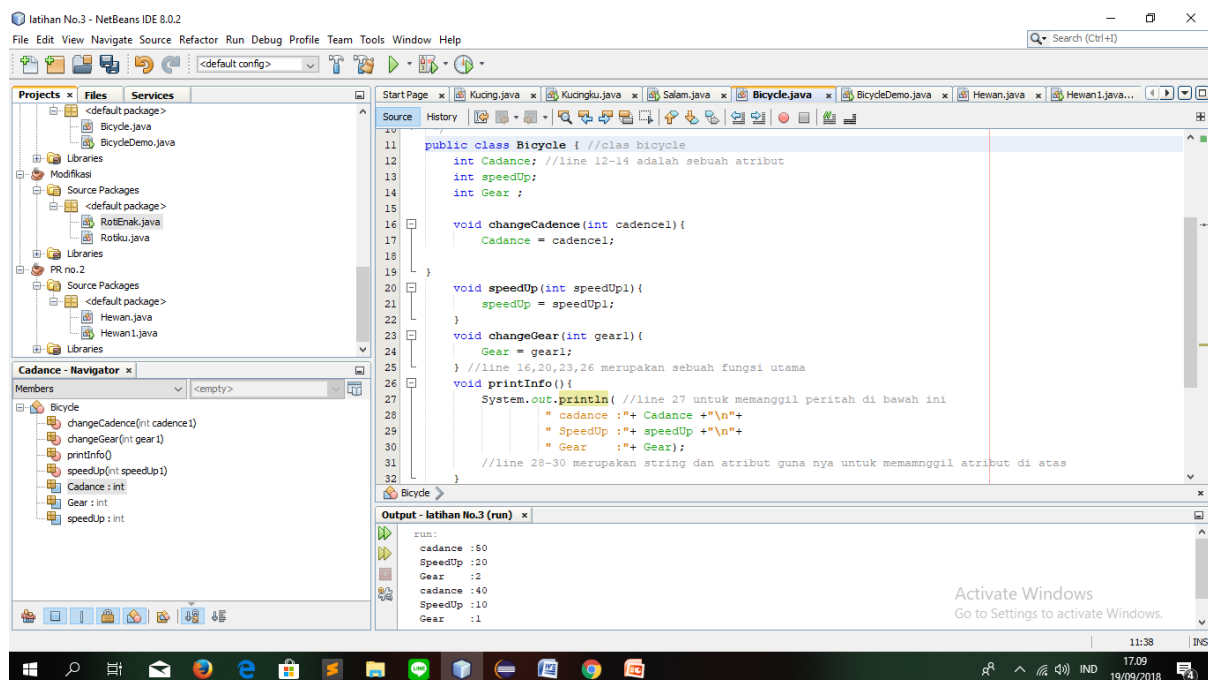 latihan No.3 - NetBeans IDE 8.0.2
File Edit View Navigate Source Refactor Run Debug Profile Team Tools Window Help
Search (Ctrl+I)
<default config>
Projects Files Services
<default package>
Bicycle.java
BicycleDemo.java
Libraries
Modifikasi
Source Packages
<default package>
RotiEnak.java
Rotiku.java
Libraries
PR no.2
Source Packages
<default package>
Hewan.java
Hewan1.java
Libraries
Cadance - Navigator
Members <empty>
Bicycle
changeCadence(int cadence1)
changeGear(int gear1)
printInfo()
speedUp(int speedUp1)
Cadance : int
Gear : int
speedUp : int
Start Page Kucing.java Kucingku.java Salam.java Bicycle.java BicycleDemo.java Hewan.java Hewan1.java...
Source History
10
11 public class Bicycle { //clas bicycle
12 int Cadance; //line 12-14 adalah sebuah atribut
13 int speedUp;
14 int Gear ;
15
16 void changeCadence(int cadence1){
17 Cadance = cadence1;
18
19 }
20 void speedUp(int speedUp1){
21 speedUp = speedUp1;
22 }
23 void changeGear(int gear1){
24 Gear = gear1;
25 } //line 16,20,23,26 merupakan sebuah fungsi utama
26 void printInfo(){
27 System.out.println( //line 27 untuk memanggil peritah di bawah ini
28 " cadance :"+ Cadance +"\n"+
29 " SpeedUp :"+ speedUp +"\n"+
30 " Gear :"+ Gear);
31 //line 28-30 merupakan string dan atribut guna nya untuk memamnggil atribut di atas
32 }
Bicycle
Output - latihan No.3 (run)
run:
cadance :50
SpeedUp :20
Gear :2
cadance :40
SpeedUp :10
Gear :1
Activate Windows
Go to Settings to activate Windows.
11:38 INS
IND
17.09
19/09/2018
4